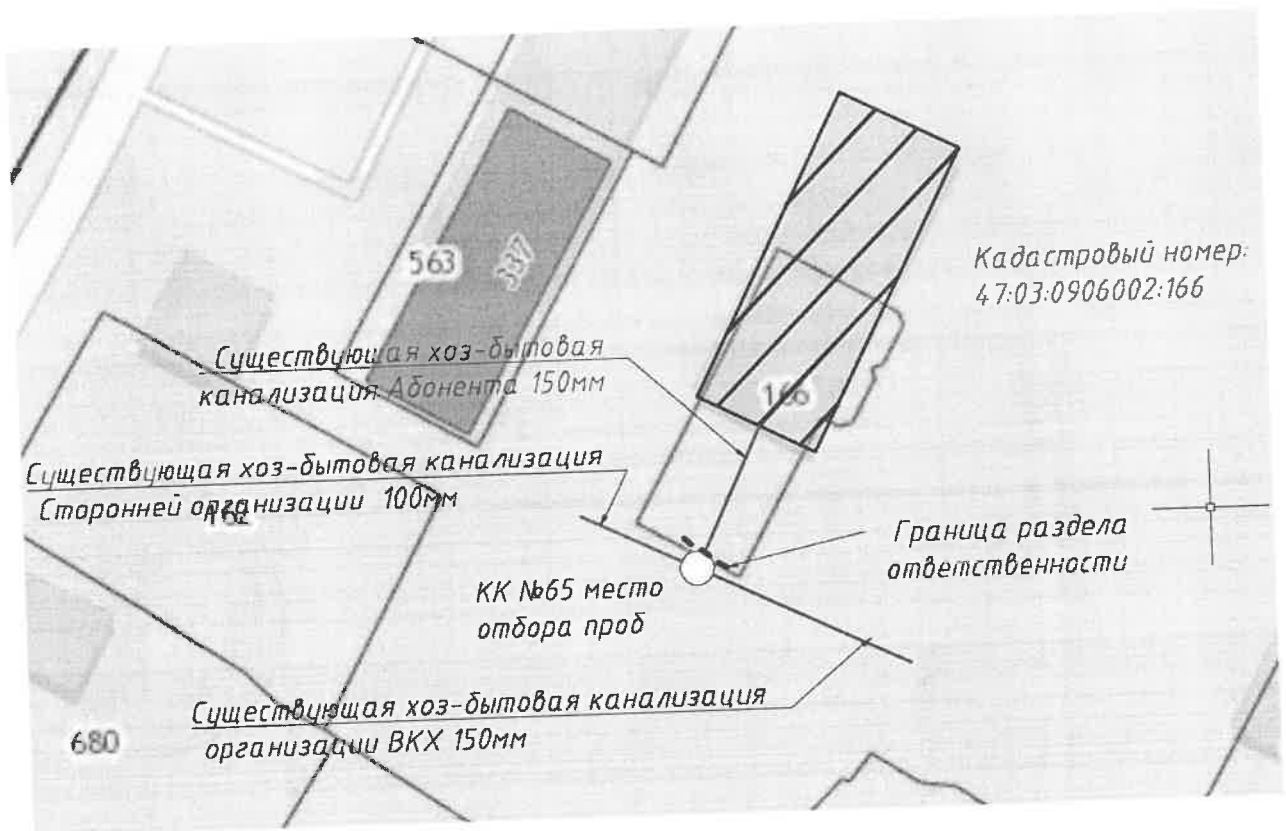 563
337
Кадастровый номер:
47:03:0906002:166
Существующая хоз-бытовая
канализация Абонента 150мм
166
Существующая хоз-бытовая канализация
Сторонней организации 100мм
162
Граница раздела
ответственности
КК №65 место
отбора проб
Существующая хоз-бытовая канализация
организации ВКХ 150мм
680